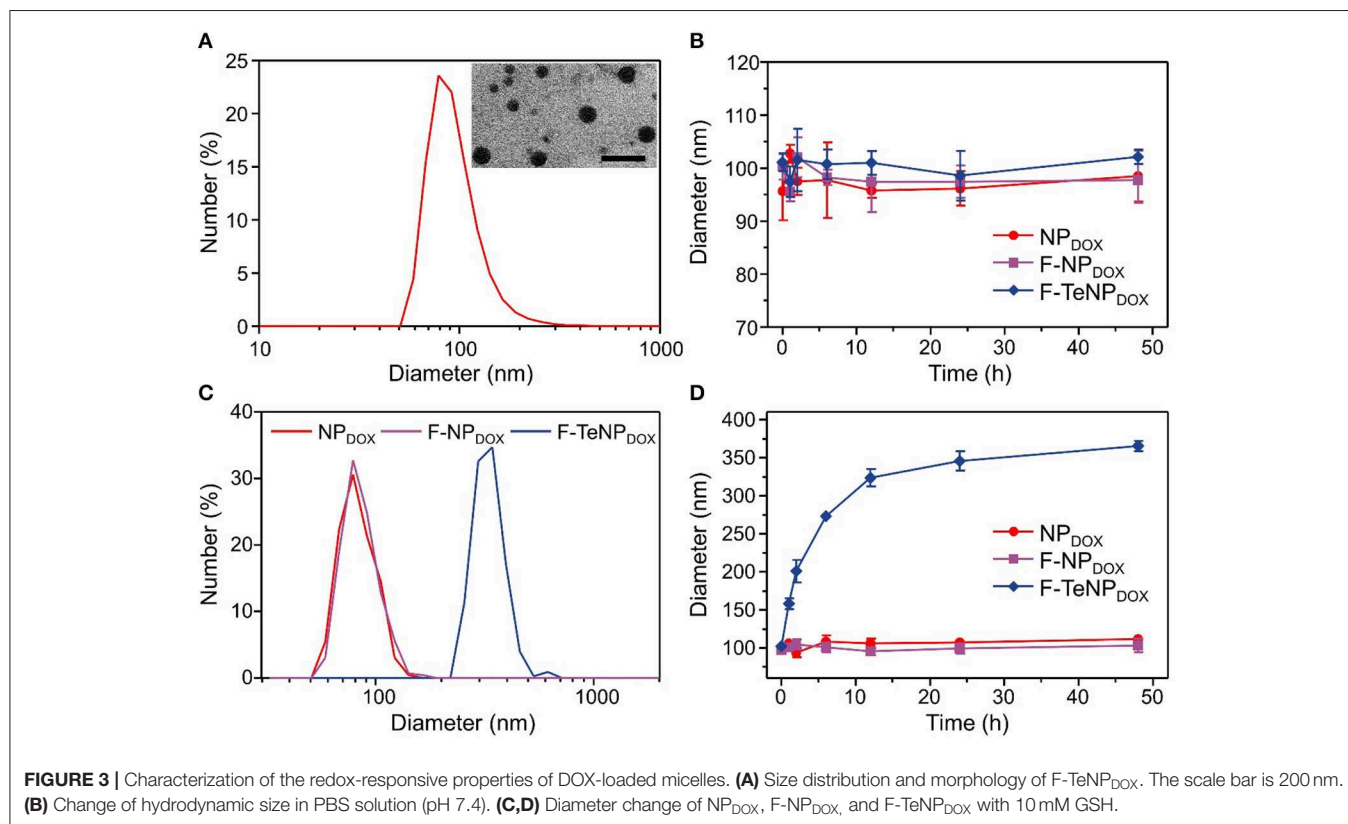 A
25
20
15
10
5
0
Number (%)
10
100
1000
Diameter (nm)
B
120
110
100
90
80
70
Diameter (nm)
NPDOX
F-NPDOX
F-TeNPDOX
0
10
20
30
40
50
Time (h)
C
40
30
20
10
0
Number (%)
NPDOX
F-NPDOX
F-TeNPDOX
100
1000
Diameter (nm)
D
400
350
300
250
200
150
100
Diameter (nm)
NPDOX
F-NPDOX
F-TeNPDOX
0
10
20
30
40
50
Time (h)
FIGURE 3 | Characterization of the redox-responsive properties of DOX-loaded micelles. (A) Size distribution and morphology of F-TeNPDOX. The scale bar is 200 nm.
(B) Change of hydrodynamic size in PBS solution (pH 7.4). (C,D) Diameter change of NPDOX, F-NPDOX, and F-TeNPDOX with 10 mM GSH.